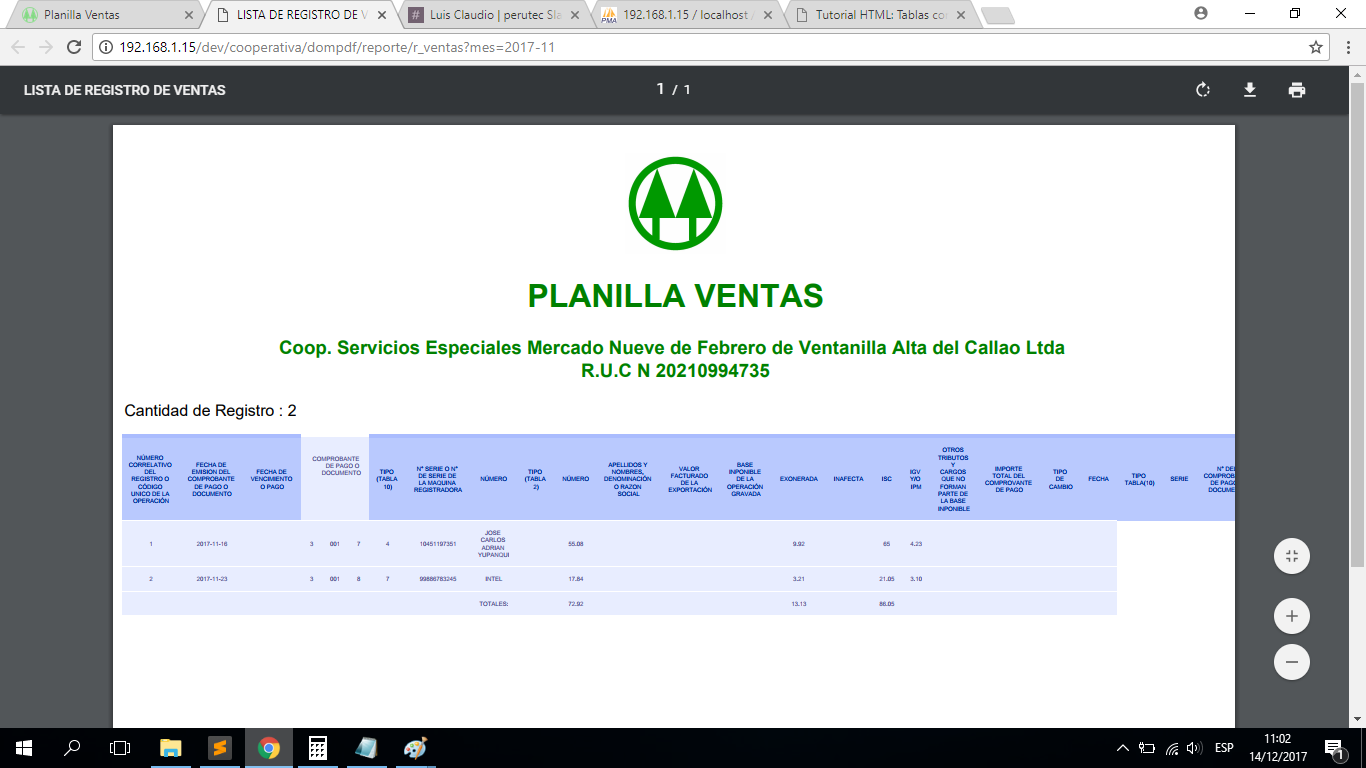 Planilla Ventas
LISTA DE REGISTRO DE V
Luis Claudio | perutec Sla
192.168.1.15 / localhost /
Tutorial HTML: Tablas co
192.168.1.15/dev/cooperativa/dompdf/reporte/r_ventas?mes=2017-11
LISTA DE REGISTRO DE VENTAS
1 / 1
PLANILLA VENTAS
Coop. Servicios Especiales Mercado Nueve de Febrero de Ventanilla Alta del Callao Ltda
R.U.C N 20210994735
Cantidad de Registro : 2
NÚMERO CORRELATIVO DEL REGISTRO O CÓDIGO UNICO DE LA OPERACIÓN
FECHA DE EMISION DEL COMPROBANTE DE PAGO O DOCUMENTO
FECHA DE VENCIMIENTO O PAGO
COMPROBANTE DE PAGO O DOCUMENTO
TIPO (TABLA 10)
N° SERIE O N° DE SERIE DE LA MAQUINA REGISTRADORA
NÚMERO
TIPO (TABLA 2)
NÚMERO
APELLIDOS Y NOMBRES, DENOMINACIÓN O RAZON SOCIAL
VALOR FACTURADO DE LA EXPORTACIÓN
BASE INPONIBLE DE LA OPERACIÓN GRAVADA
EXONERADA
INAFECTA
ISC
IGV Y/O IPM
OTROS TRIBUTOS Y CARGOS QUE NO FORMAN PARTE DE LA BASE INPONIBLE
IMPORTE TOTAL DEL COMPROVANTE DE PAGO
TIPO DE CAMBIO
FECHA
TIPO TABLA(10)
SERIE
N° DEL COMPROBA DE PAGO DOCUMEN
1 2017-11-16 3 001 7 4 10451197351 JOSE CARLOS ADRIAN YUPANQUI 55.08 9.92 65 4.23
2 2017-11-23 3 001 8 7 99886783245 INTEL 17.84 3.21 21.05 3.10
TOTALES: 72.92 13.13 86.05
ESP
11:02
14/12/2017
1